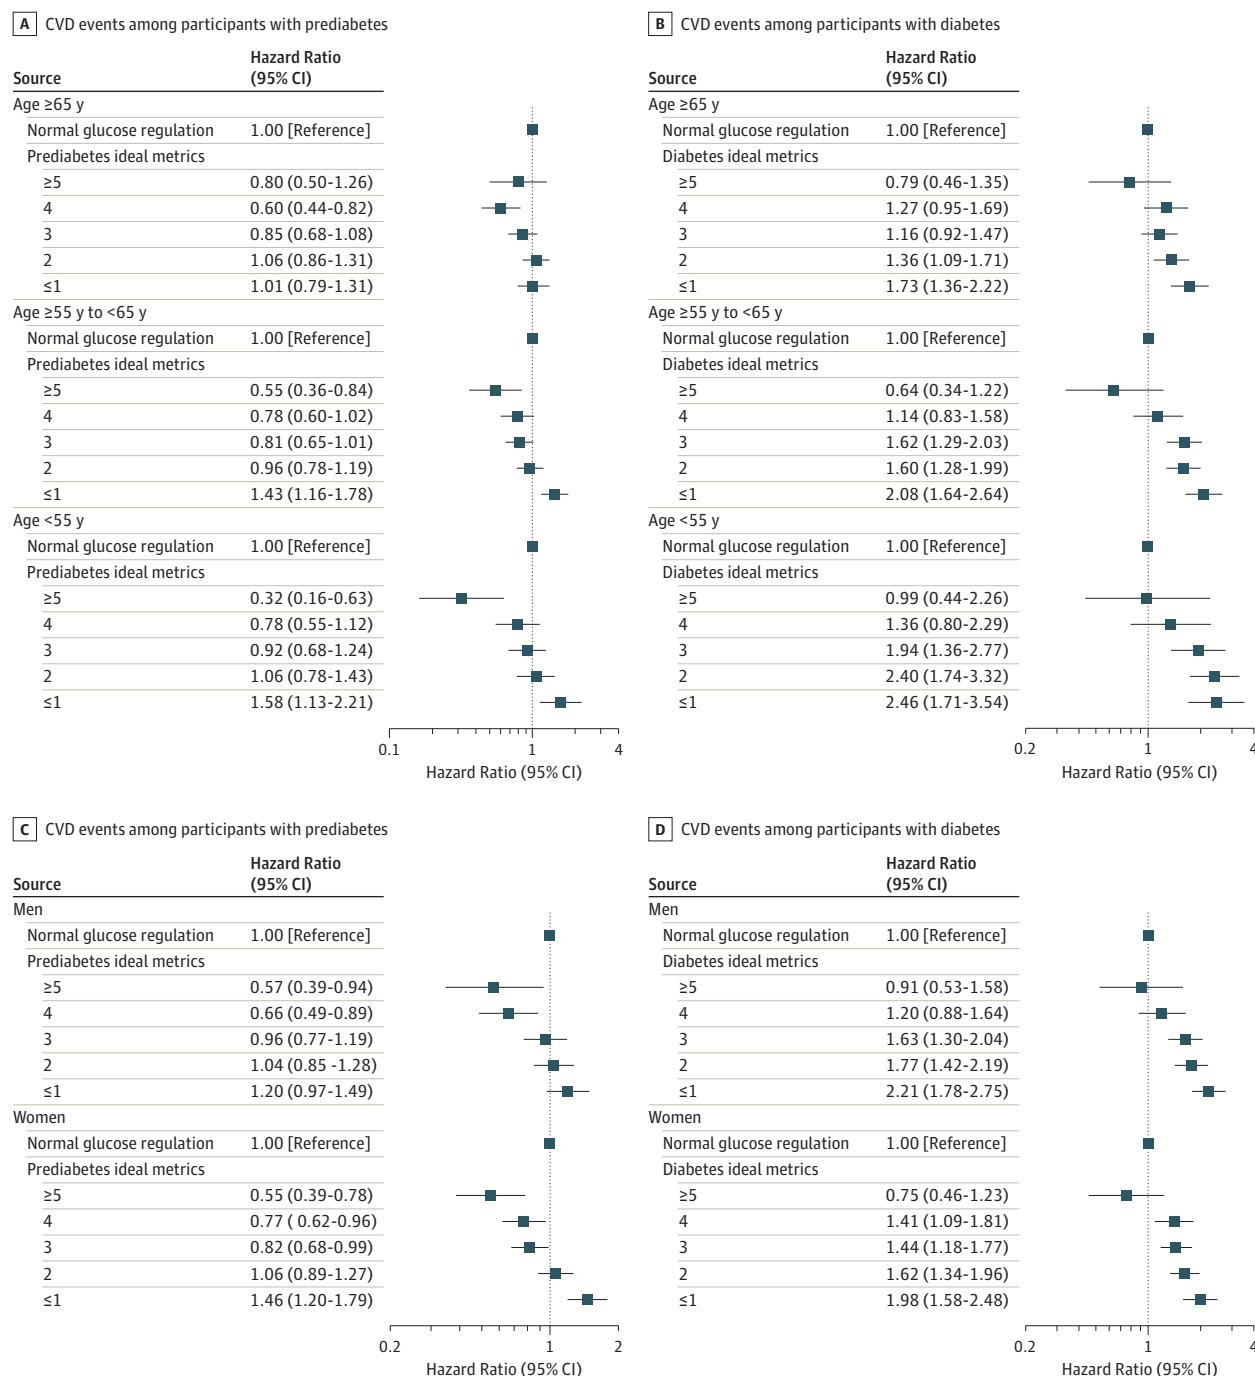 A CVD events among participants with prediabetes
Hazard Ratio
Source (95% CI)
Age ≥65 y
Normal glucose regulation 1.00 [Reference]
Prediabetes ideal metrics
≥5 0.80 (0.50-1.26)
4 0.60 (0.44-0.82)
3 0.85 (0.68-1.08)
2 1.06 (0.86-1.31)
≤1 1.01 (0.79-1.31)
Age ≥55 y to <65 y
Normal glucose regulation 1.00 [Reference]
Prediabetes ideal metrics
≥5 0.55 (0.36-0.84)
4 0.78 (0.60-1.02)
3 0.81 (0.65-1.01)
2 0.96 (0.78-1.19)
≤1 1.43 (1.16-1.78)
Age <55 y
Normal glucose regulation 1.00 [Reference]
Prediabetes ideal metrics
≥5 0.32 (0.16-0.63)
4 0.78 (0.55-1.12)
3 0.92 (0.68-1.24)
2 1.06 (0.78-1.43)
≤1 1.58 (1.13-2.21)
0.1 1 4
Hazard Ratio (95% CI)
B CVD events among participants with diabetes
Hazard Ratio
Source (95% CI)
Age ≥65 y
Normal glucose regulation 1.00 [Reference]
Diabetes ideal metrics
≥5 0.79 (0.46-1.35)
4 1.27 (0.95-1.69)
3 1.16 (0.92-1.47)
2 1.36 (1.09-1.71)
≤1 1.73 (1.36-2.22)
Age ≥55 y to <65 y
Normal glucose regulation 1.00 [Reference]
Diabetes ideal metrics
≥5 0.64 (0.34-1.22)
4 1.14 (0.83-1.58)
3 1.62 (1.29-2.03)
2 1.60 (1.28-1.99)
≤1 2.08 (1.64-2.64)
Age <55 y
Normal glucose regulation 1.00 [Reference]
Diabetes ideal metrics
≥5 0.99 (0.44-2.26)
4 1.36 (0.80-2.29)
3 1.94 (1.36-2.77)
2 2.40 (1.74-3.32)
≤1 2.46 (1.71-3.54)
0.2 1 4
Hazard Ratio (95% CI)
C CVD events among participants with prediabetes
Hazard Ratio
Source (95% CI)
Men
Normal glucose regulation 1.00 [Reference]
Prediabetes ideal metrics
≥5 0.57 (0.39-0.94)
4 0.66 (0.49-0.89)
3 0.96 (0.77-1.19)
2 1.04 (0.85 -1.28)
≤1 1.20 (0.97-1.49)
Women
Normal glucose regulation 1.00 [Reference]
Prediabetes ideal metrics
≥5 0.55 (0.39-0.78)
4 0.77 ( 0.62-0.96)
3 0.82 (0.68-0.99)
2 1.06 (0.89-1.27)
≤1 1.46 (1.20-1.79)
0.2 1 2
Hazard Ratio (95% CI)
D CVD events among participants with diabetes
Hazard Ratio
Source (95% CI)
Men
Normal glucose regulation 1.00 [Reference]
Diabetes ideal metrics
≥5 0.91 (0.53-1.58)
4 1.20 (0.88-1.64)
3 1.63 (1.30-2.04)
2 1.77 (1.42-2.19)
≤1 2.21 (1.78-2.75)
Women
Normal glucose regulation 1.00 [Reference]
Diabetes ideal metrics
≥5 0.75 (0.46-1.23)
4 1.41 (1.09-1.81)
3 1.44 (1.18-1.77)
2 1.62 (1.34-1.96)
≤1 1.98 (1.58-2.48)
0.2 1 4
Hazard Ratio (95% CI)